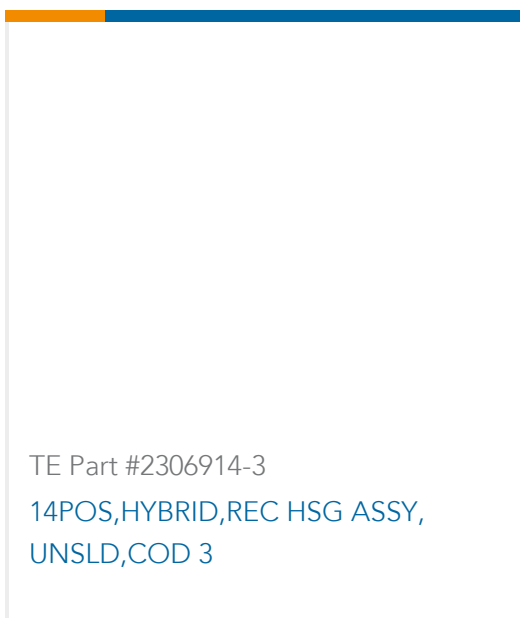 TE Part #2306914-3
14POS,HYBRID,REC HSG ASSY,
UNSLD,COD 3